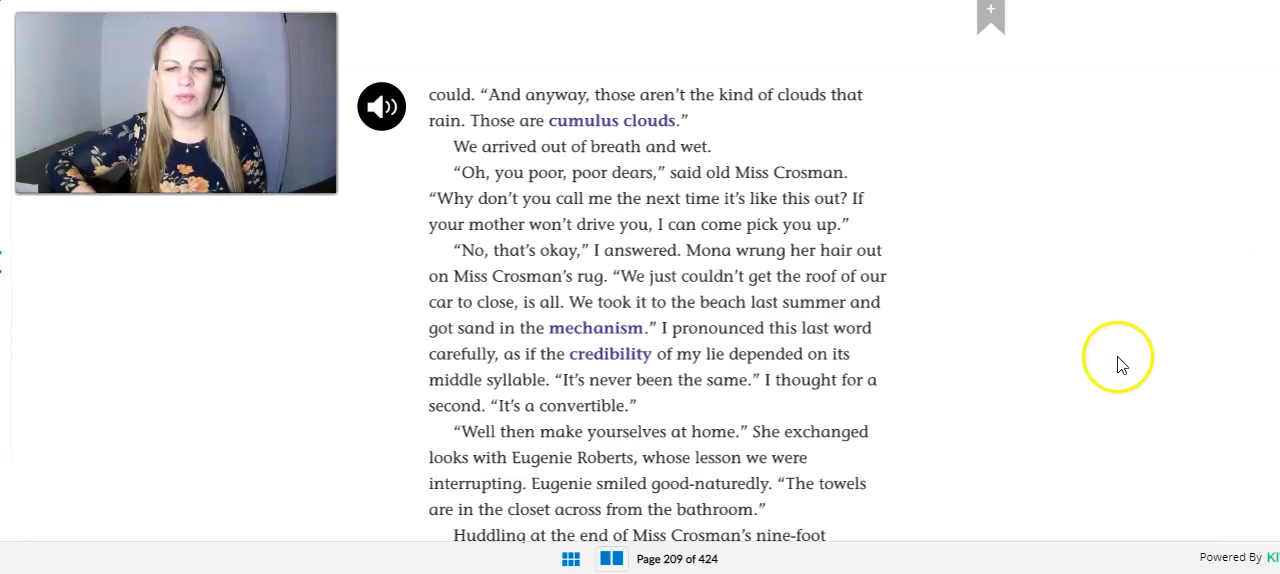 could. “And anyway, those aren’t the kind of clouds that
rain. Those are cumulus clouds.”
We arrived out of breath and wet.
“Oh, you poor, poor dears,” said old Miss Crosman.
“Why don’t you call me the next time it’s like this out? If
your mother won’t drive you, I can come pick you up.”
“No, that’s okay,” I answered. Mona wrung her hair out
on Miss Crosman’s rug. “We just couldn’t get the roof of our
car to close, is all. We took it to the beach last summer and
got sand in the mechanism.” I pronounced this last word
carefully, as if the credibility of my lie depended on its
middle syllable. “It’s never been the same.” I thought for a
second. “It’s a convertible.”
“Well then make yourselves at home.” She exchanged
looks with Eugenie Roberts, whose lesson we were
interrupting. Eugenie smiled good-naturedly. “The towels
are in the closet across from the bathroom.”
Huddling at the end of Miss Crosman’s nine-foot
Page 209 of 424
Powered By